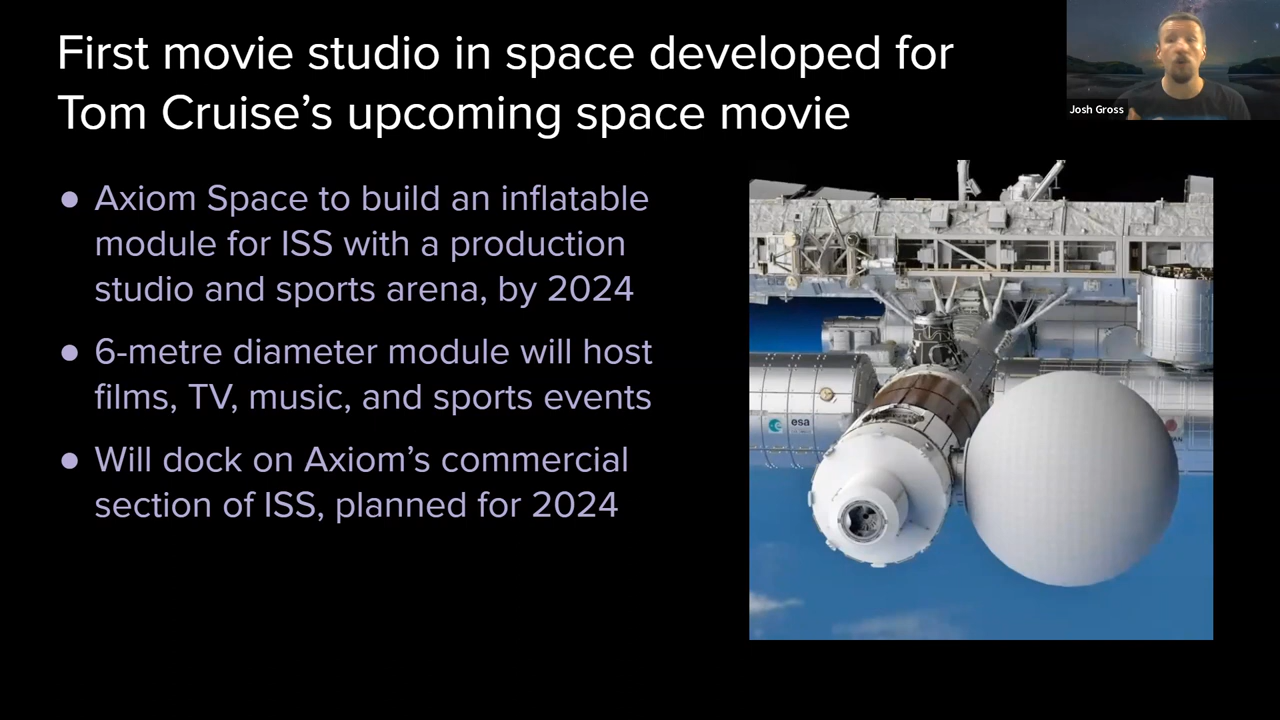 First movie studio in space developed for
Tom Cruise’s upcoming space movie
Josh Gross
● Axiom Space to build an inflatable
module for ISS with a production
studio and sports arena, by 2024
● 6-metre diameter module will host
films, TV, music, and sports events
● Will dock on Axiom’s commercial
section of ISS, planned for 2024
esa